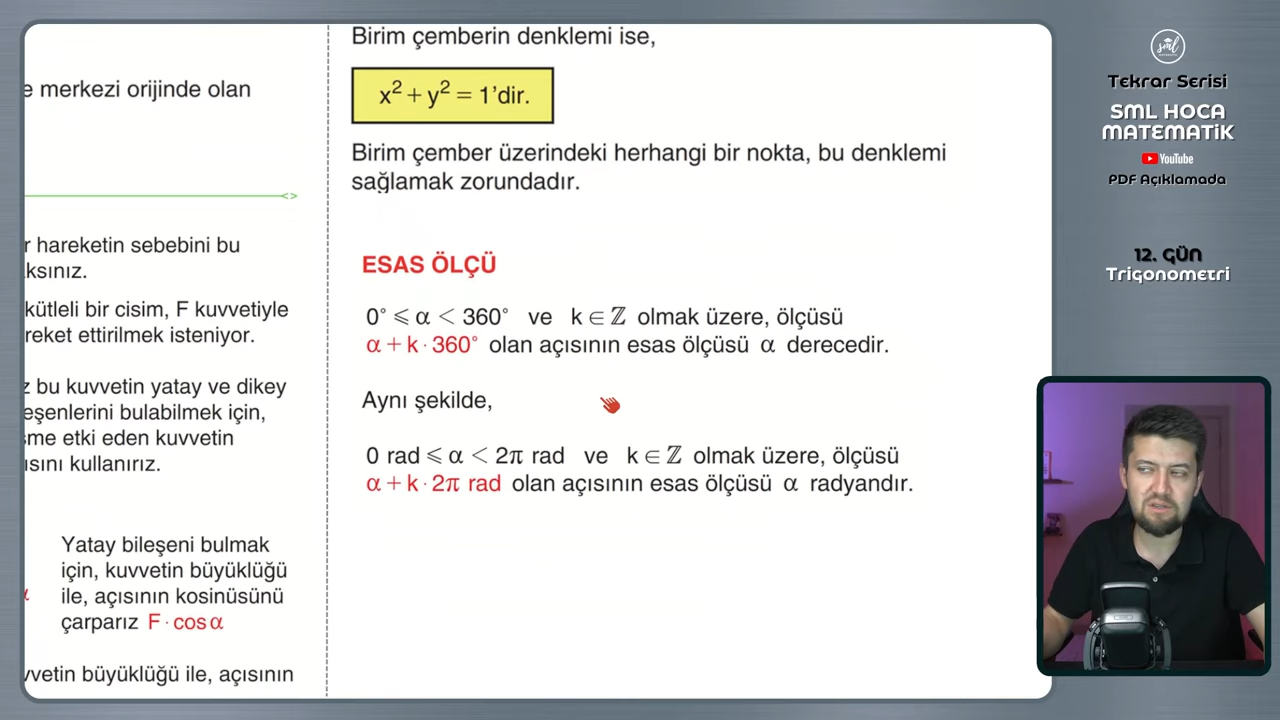 e merkezi orijinde olan
r hareketin sebebini bu
ksınız.
kütleli bir cisim, F kuvvetiyle
reket ettirilmek isteniyor.
z bu kuvvetin yatay ve dikey
eşenlerini bulabilmek için,
sme etki eden kuvvetin
ısını kullanırız.
Yatay bileşeni bulmak
için, kuvvetin büyüklüğü
ile, açısının kosinüsünü
çarparız F · cos α
vvetin büyüklüğü ile, açısının
Birim çemberin denklemi ise,
x² + y² = 1'dir.
Birim çember üzerindeki herhangi bir nokta, bu denklemi
sağlamak zorundadır.
ESAS ÖLÇÜ
0° ⩽ α < 360° ve k ∈ ℤ olmak üzere, ölçüsü
α + k · 360° olan açısının esas ölçüsü α derecedir.
Aynı şekilde,
0 rad ⩽ α < 2π rad ve k ∈ ℤ olmak üzere, ölçüsü
α + k · 2π rad olan açısının esas ölçüsü α radyandır.
sml
Tekrar Serisi
SML HOCA
MATEMATİK
YouTube
PDF Açıklamada
12. GÜN
Trigonometri